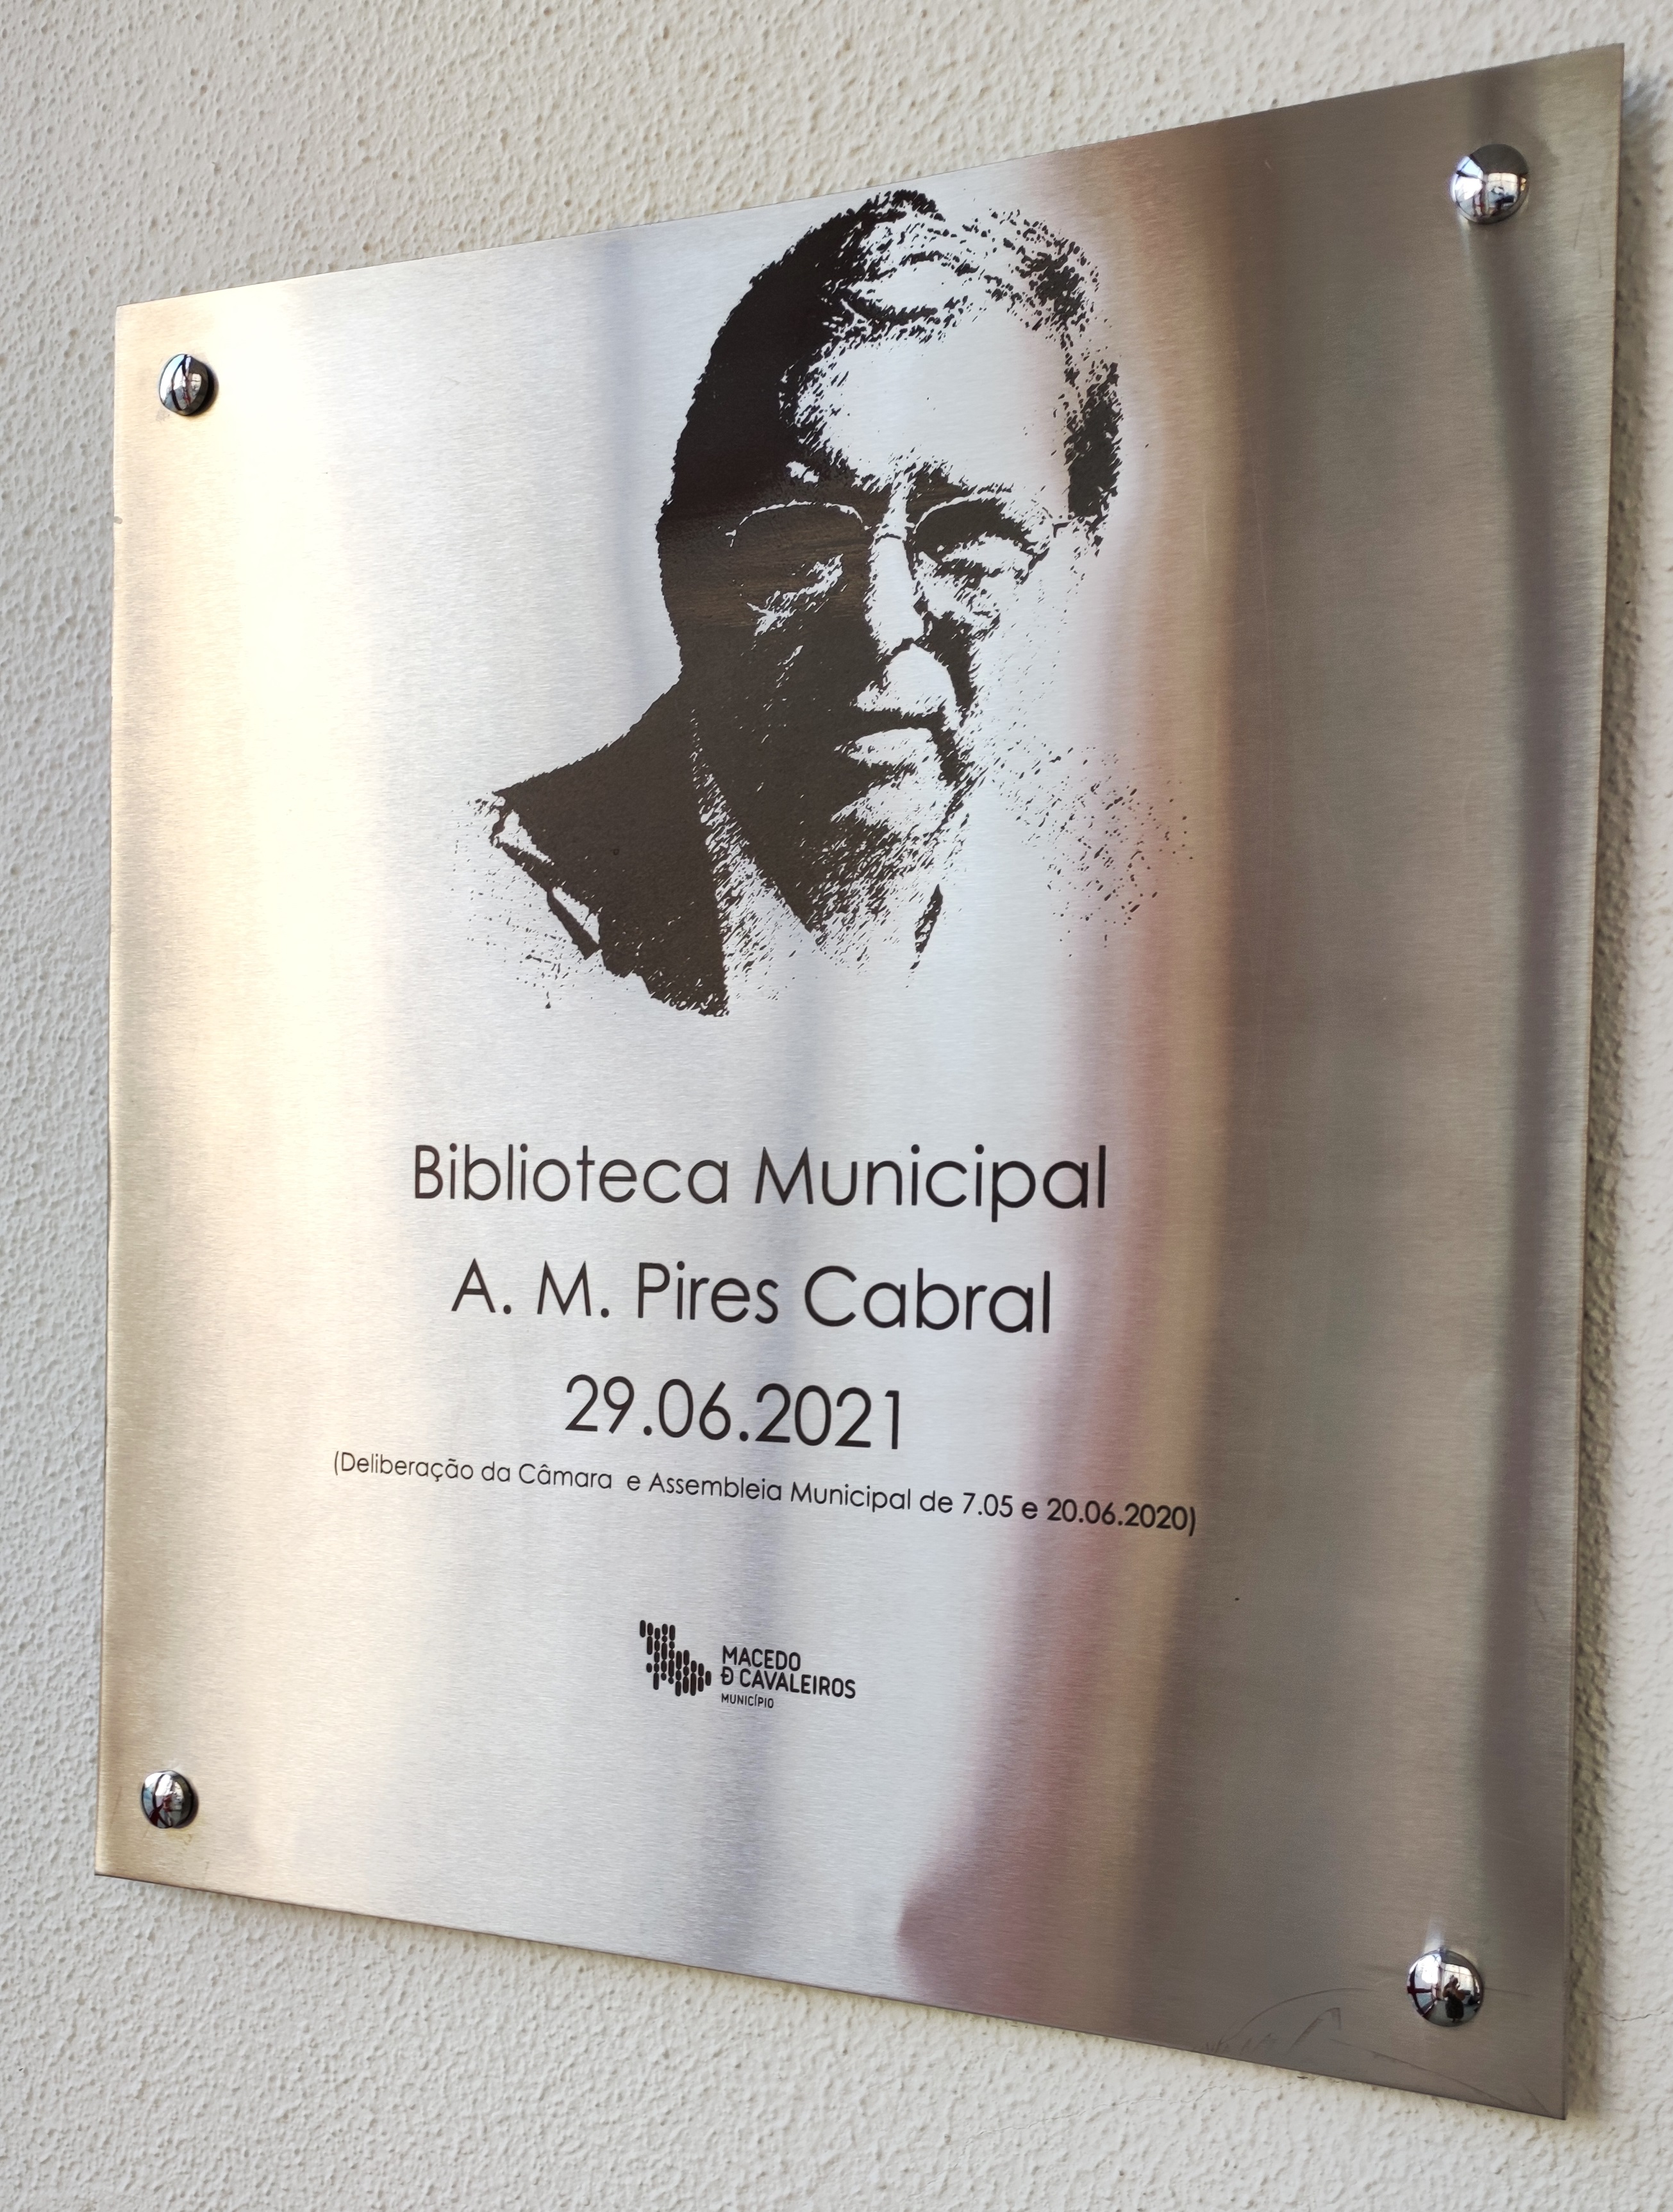 Biblioteca Municipal
A. M. Pires Cabral
29.06.2021
(Deliberação da Câmara e Assembleia Municipal de 7.05 e 20.06.2020)
MACEDO
Đ CAVALEIROS
MUNICÍPIO